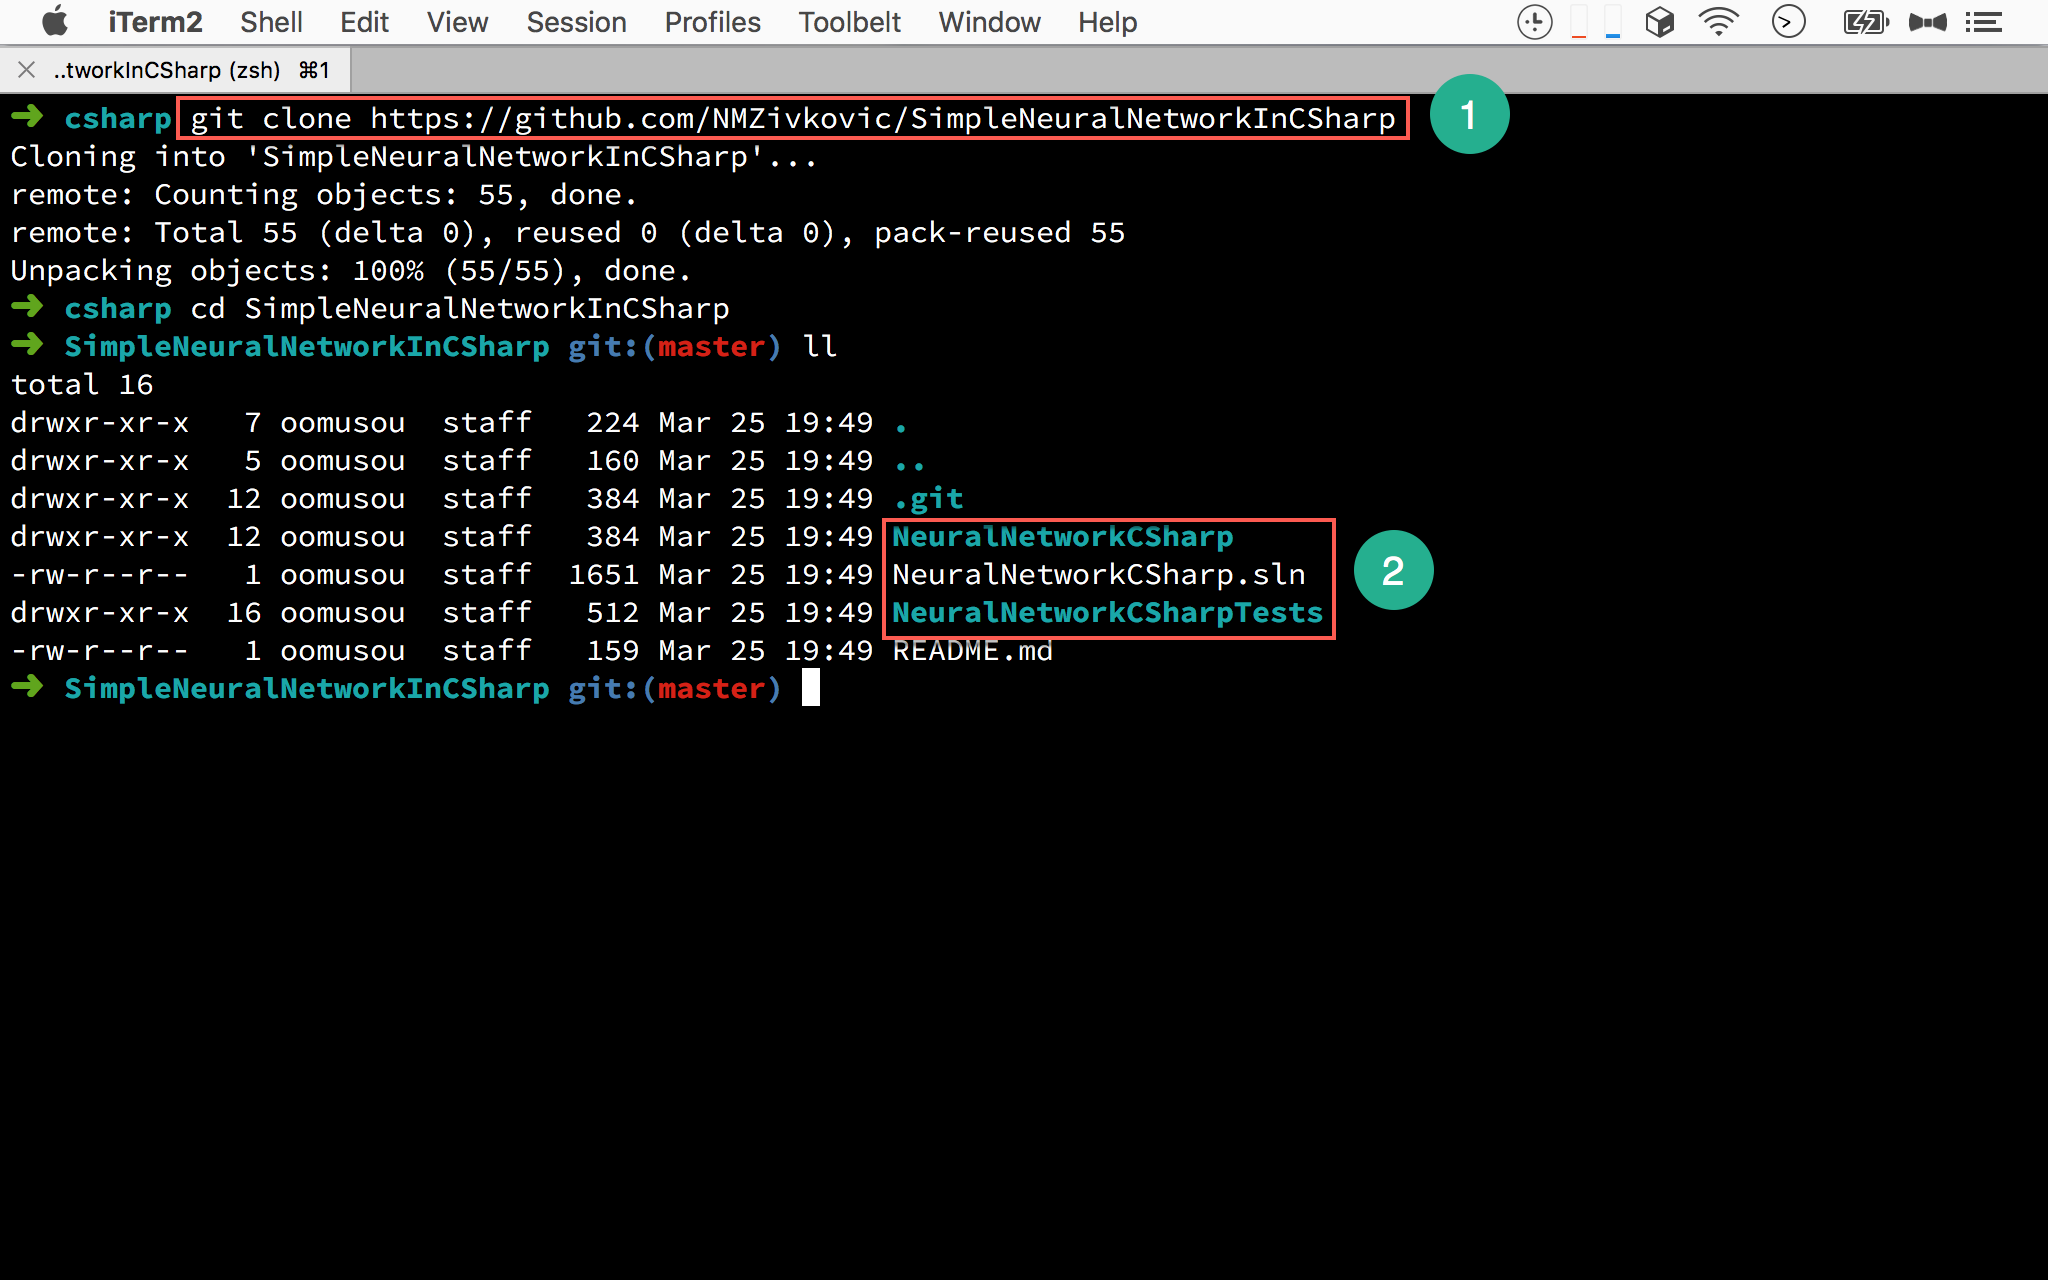 iTerm2 Shell Edit View Session Profiles Toolbelt Window Help
..tworkInCSharp (zsh) ⌘1
➜ csharp git clone https://github.com/NMZivkovic/SimpleNeuralNetworkInCSharp
1
Cloning into 'SimpleNeuralNetworkInCSharp'...
remote: Counting objects: 55, done.
remote: Total 55 (delta 0), reused 0 (delta 0), pack-reused 55
Unpacking objects: 100% (55/55), done.
➜ csharp cd SimpleNeuralNetworkInCSharp
➜ SimpleNeuralNetworkInCSharp git:(master) ll
total 16
drwxr-xr-x 7 oomusou staff 224 Mar 25 19:49 .
drwxr-xr-x 5 oomusou staff 160 Mar 25 19:49 ..
drwxr-xr-x 12 oomusou staff 384 Mar 25 19:49 .git
drwxr-xr-x 12 oomusou staff 384 Mar 25 19:49 NeuralNetworkCSharp
-rw-r--r-- 1 oomusou staff 1651 Mar 25 19:49 NeuralNetworkCSharp.sln
2
drwxr-xr-x 16 oomusou staff 512 Mar 25 19:49 NeuralNetworkCSharpTests
-rw-r--r-- 1 oomusou staff 159 Mar 25 19:49 README.md
➜ SimpleNeuralNetworkInCSharp git:(master)